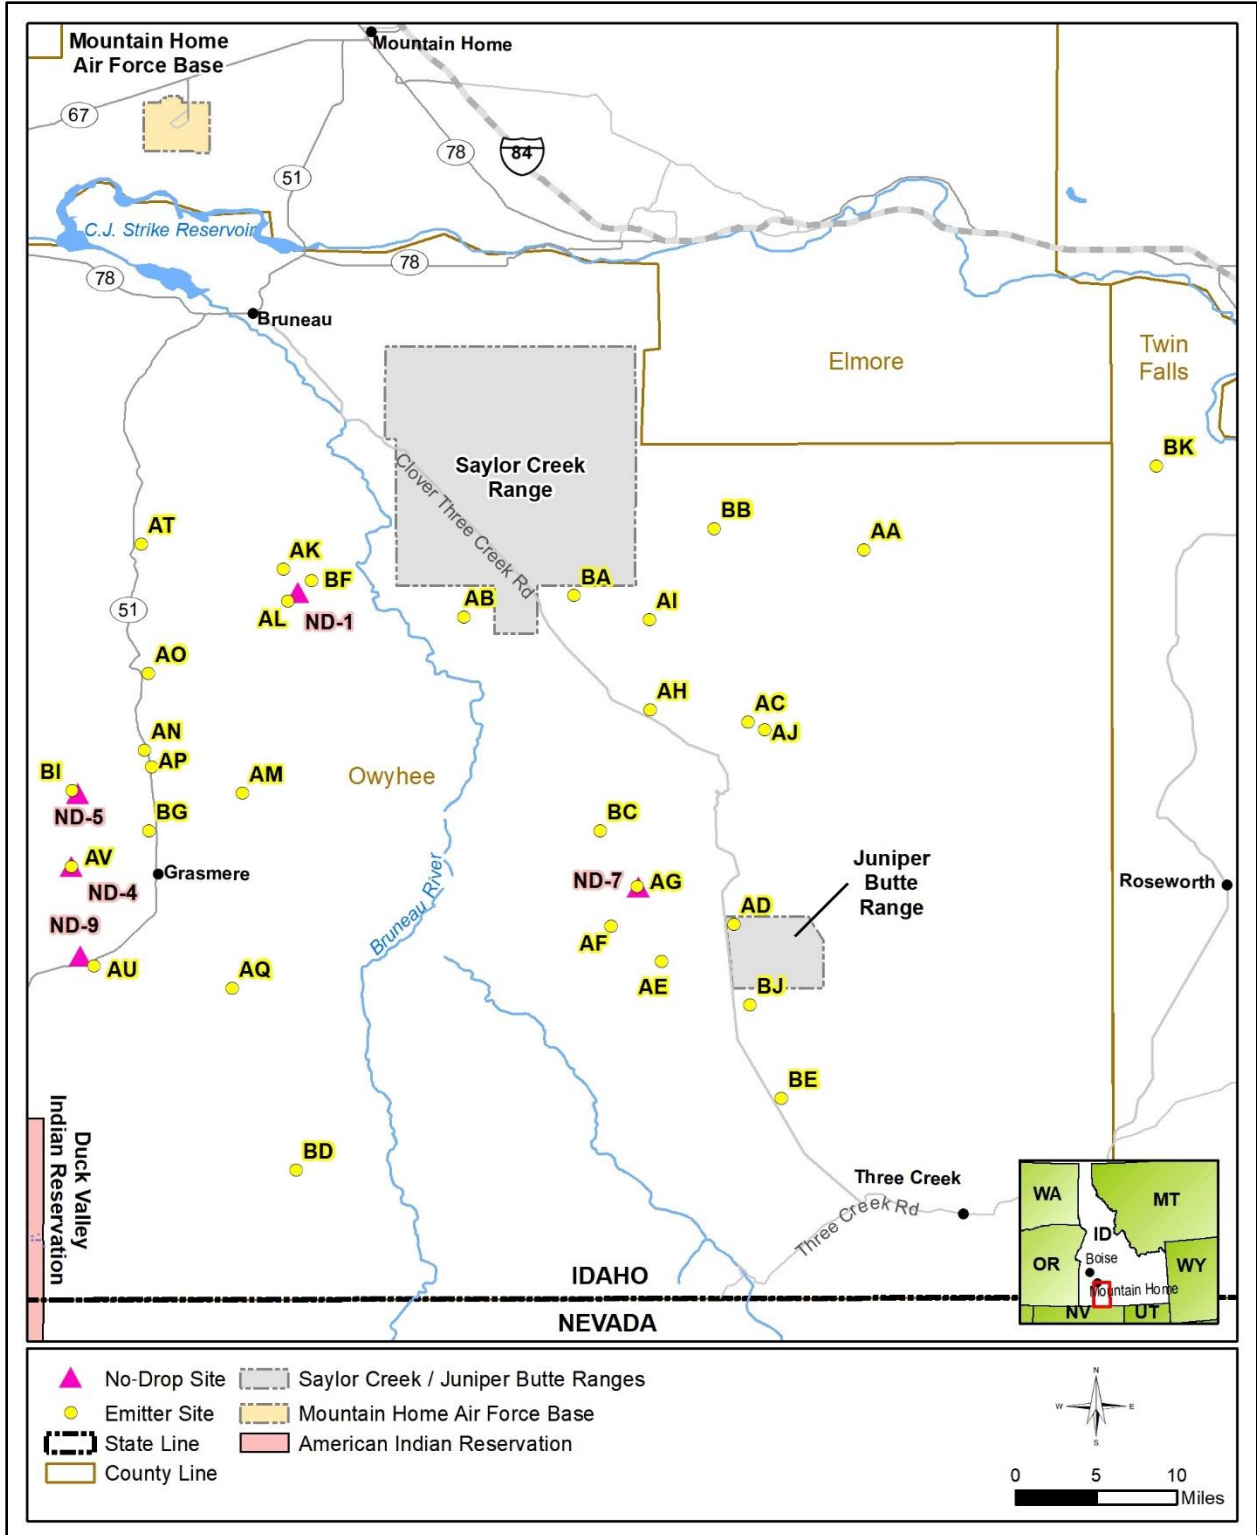 Mountain Home
Air Force Base
Mountain Home
67
78
84
51
C.J. Strike Reservoir
78
78
Bruneau
Elmore
Twin
Falls
BK
Saylor Creek
Range
Clover Three Creek Rd
BB
AA
AT
AK
BF
BA
AB
AI
AL
ND-1
51
AO
AH
AC
AJ
AN
AP
BI
AM
Owyhee
ND-5
BG
BC
Juniper
Butte
Range
AV
Grasmere
ND-7
AG
Roseworth
ND-4
Bruneau River
ND-9
AD
AF
AU
AQ
AE
BJ
BE
Duck Valley
Indian Reservation
BD
Three Creek
Three Creek Rd
WA
MT
ID
OR
Boise
WY
Mountain Home
NV
UT
IDAHO
NEVADA
No-Drop Site
Saylor Creek / Juniper Butte Ranges
Emitter Site
Mountain Home Air Force Base
State Line
American Indian Reservation
County Line
N
W
E
S
0
5
10
Miles